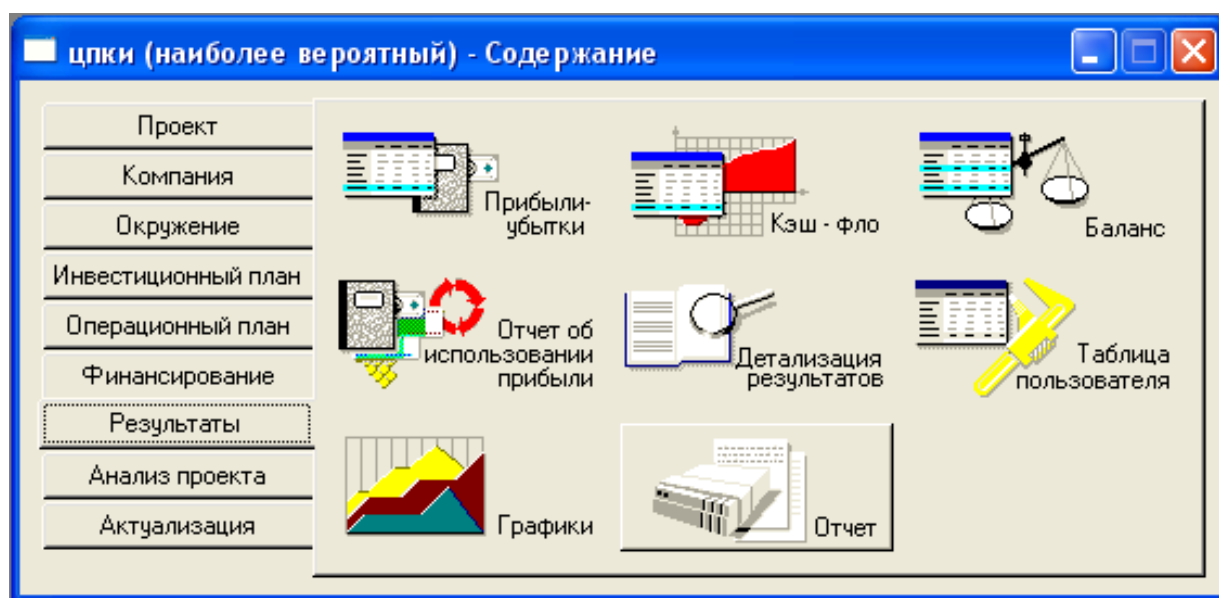 цпки (наиболее вероятный) - Содержание
Проект
Компания
Окружение
Инвестиционный план
Операционный план
Финансирование
Результаты
Анализ проекта
Актуализация
Прибыли-
убытки
Кэш - фло
Баланс
Отчет об
использовании
прибыли
Детализация
результатов
Таблица
пользователя
Графики
Отчет